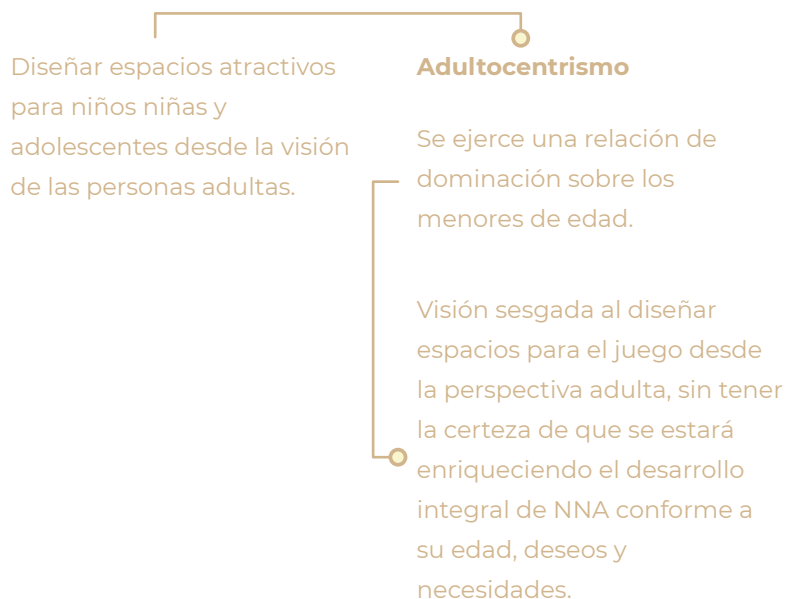 Diseñar espacios atractivos
para niños niñas y
adolescentes desde la visión
de las personas adultas.
Adultocentrismo
Se ejerce una relación de
dominación sobre los
menores de edad.
Visión sesgada al diseñar
espacios para el juego desde
la perspectiva adulta, sin tener
la certeza de que se estará
enriqueciendo el desarrollo
integral de NNA conforme a
su edad, deseos y
necesidades.